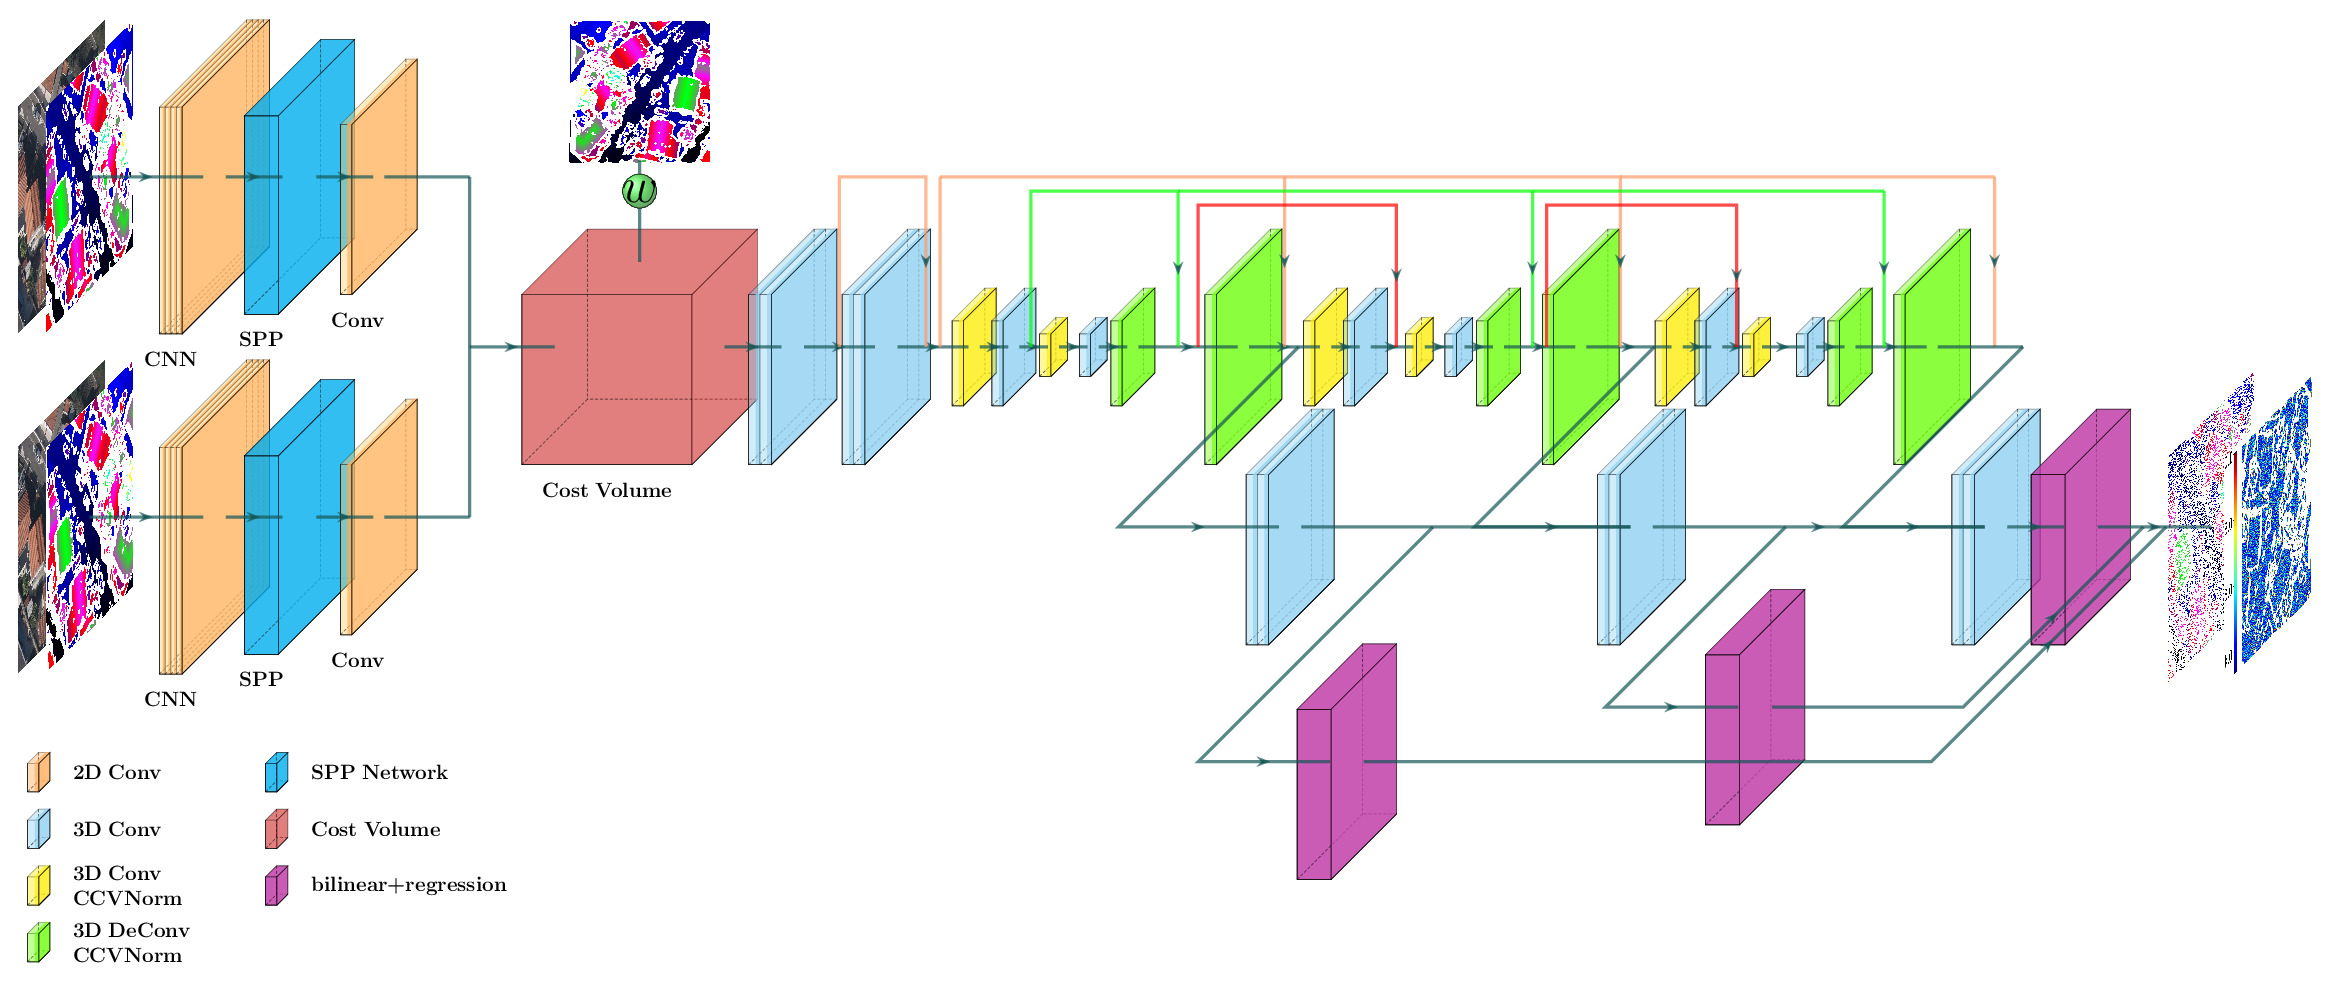 u
CNN
SPP
Conv
Cost Volume
CNN
SPP
Conv
2D Conv
SPP Network
3D Conv
Cost Volume
3D Conv
CCVNorm
bilinear+regression
3D DeConv
CCVNorm